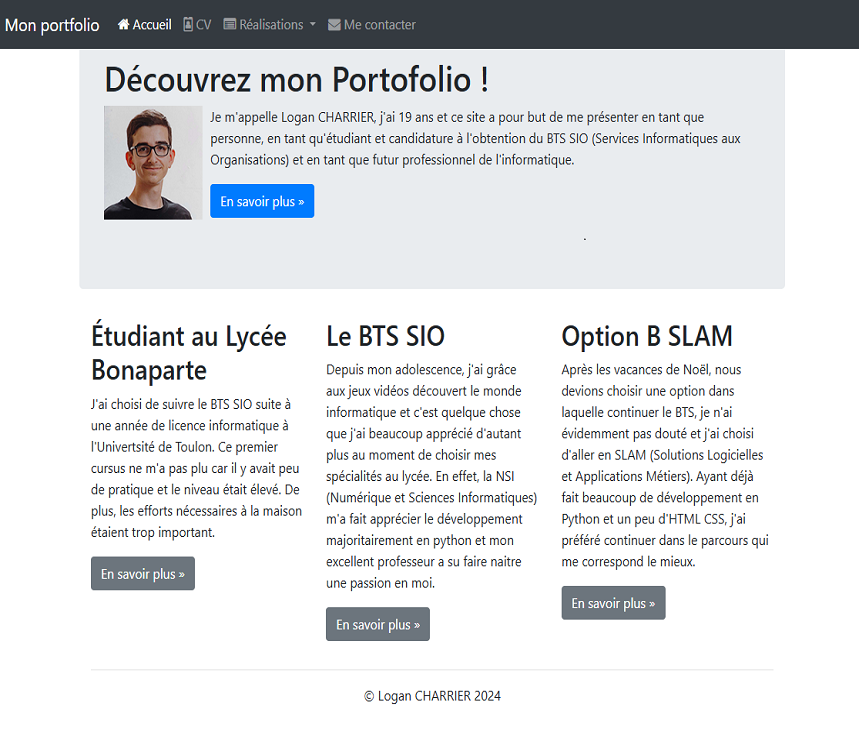 Mon portfolio Accueil CV Réalisations Me contacter
Découvrez mon Portofolio !
Je m'appelle Logan CHARRIER, j'ai 19 ans et ce site a pour but de me présenter en tant que
personne, en tant qu'étudiant et candidature à l'obtention du BTS SIO (Services Informatiques aux
Organisations) et en tant que futur professionnel de l'informatique.
En savoir plus »
.
Étudiant au Lycée
Bonaparte
J'ai choisi de suivre le BTS SIO suite à
une année de licence informatique à
l'Univertsité de Toulon. Ce premier
cursus ne m'a pas plu car il y avait peu
de pratique et le niveau était élevé. De
plus, les efforts nécessaires à la maison
étaient trop important.
En savoir plus »
Le BTS SIO
Depuis mon adolescence, j'ai grâce
aux jeux vidéos découvert le monde
informatique et c'est quelque chose
que j'ai beaucoup apprécié d'autant
plus au moment de choisir mes
spécialités au lycée. En effet, la NSI
(Numérique et Sciences Informatiques)
m'a fait apprécier le développement
majoritairement en python et mon
excellent professeur a su faire naitre
une passion en moi.
En savoir plus »
Option B SLAM
Après les vacances de Noël, nous
devions choisir une option dans
laquelle continuer le BTS, je n'ai
évidemment pas douté et j'ai choisi
d'aller en SLAM (Solutions Logicielles
et Applications Métiers). Ayant déjà
fait beaucoup de développement en
Python et un peu d'HTML CSS, j'ai
préféré continuer dans le parcours qui
me correspond le mieux.
En savoir plus »
© Logan CHARRIER 2024